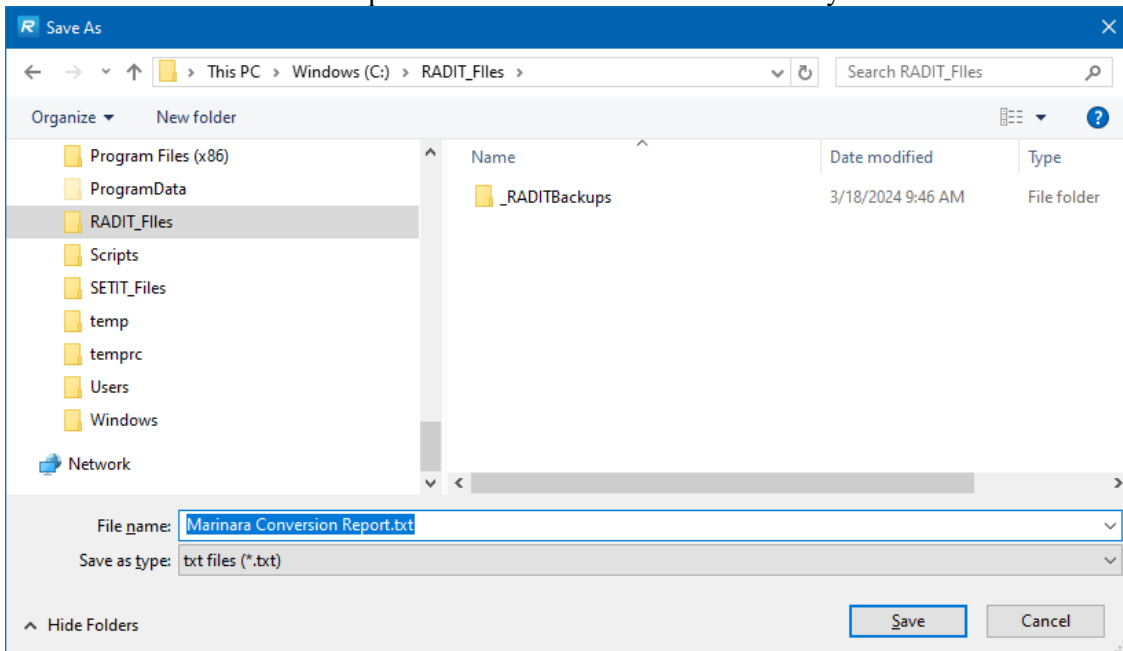 Save As
This PC > Windows (C:) > RADIT_FIles >
Search RADIT_FIles
Organize
New folder
Name
Date modified
Type
Program Files (x86)
ProgramData
RADIT_FIles
Scripts
SETIT_Files
temp
temprc
Users
Windows
Network
_RADITBackups
3/18/2024 9:46 AM
File folder
File name: Marinara Conversion Report.txt
Save as type: txt files (*.txt)
Hide Folders
Save
Cancel